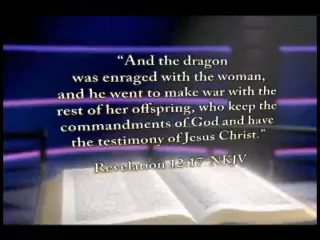 “And the dragon
was enraged with the woman,
and he went to make war with the
rest of her offspring, who keep the
commandments of God and have
the testimony of Jesus Christ.”
Revelation 12:17 NKJV